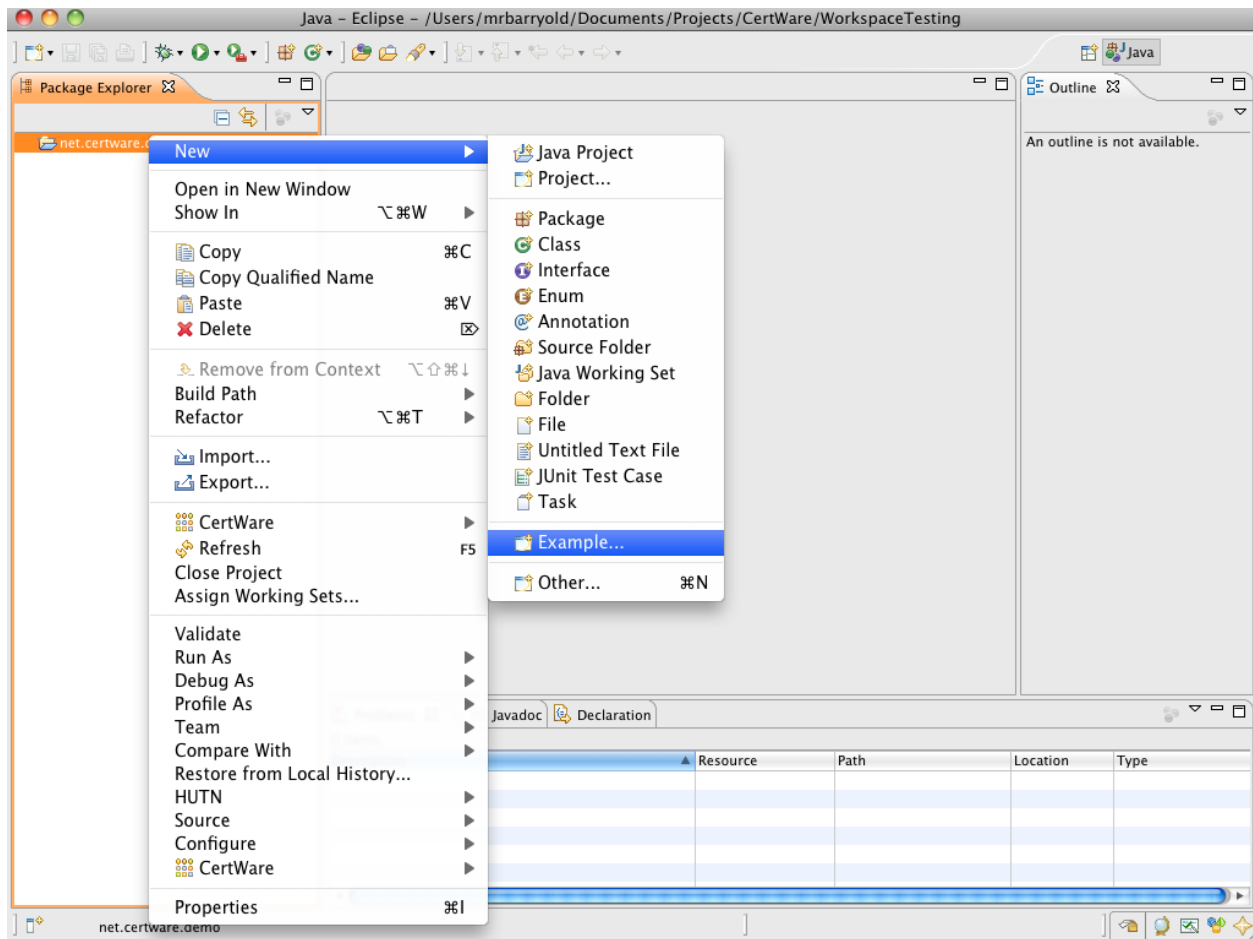 Java – Eclipse – /Users/mrbarryold/Documents/Projects/CertWare/WorkspaceTesting
Java
Package Explorer
Outline
net.certware.
An outline is not available.
New
Open in New Window
Show In ⌥⌘W
Copy ⌘C
Copy Qualified Name
Paste ⌘V
Delete ⌦
Remove from Context ⌥⇧⌘↓
Build Path
Refactor ⌥⌘T
Import...
Export...
CertWare
Refresh F5
Close Project
Assign Working Sets...
Validate
Run As
Debug As
Profile As
Team
Compare With
Restore from Local History...
HUTN
Source
Configure
CertWare
Properties ⌘I
Java Project
Project...
Package
Class
Interface
Enum
Annotation
Source Folder
Java Working Set
Folder
File
Untitled Text File
JUnit Test Case
Task
Example...
Other... ⌘N
Javadoc
Declaration
Resource Path Location Type
net.certware.demo